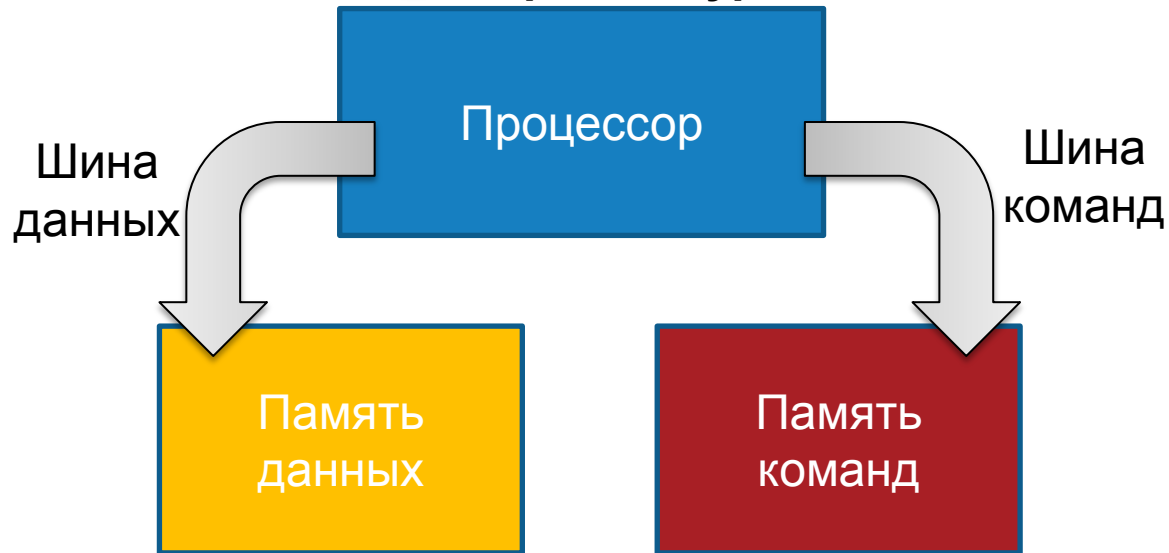 Процессор
Шина
данных
Шина
команд
Память
данных
Память
команд